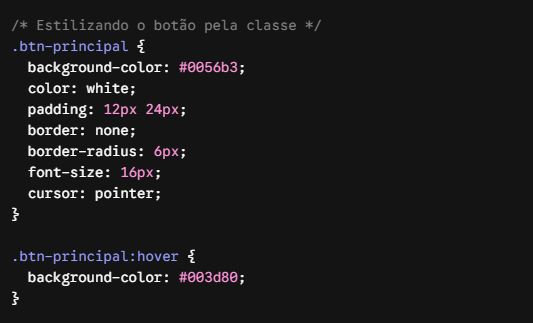 /* Estilizando o botão pela classe */
.btn-principal {
  background-color: #0056b3;
  color: white;
  padding: 12px 24px;
  border: none;
  border-radius: 6px;
  font-size: 16px;
  cursor: pointer;
}

.btn-principal:hover {
  background-color: #003d80;
}